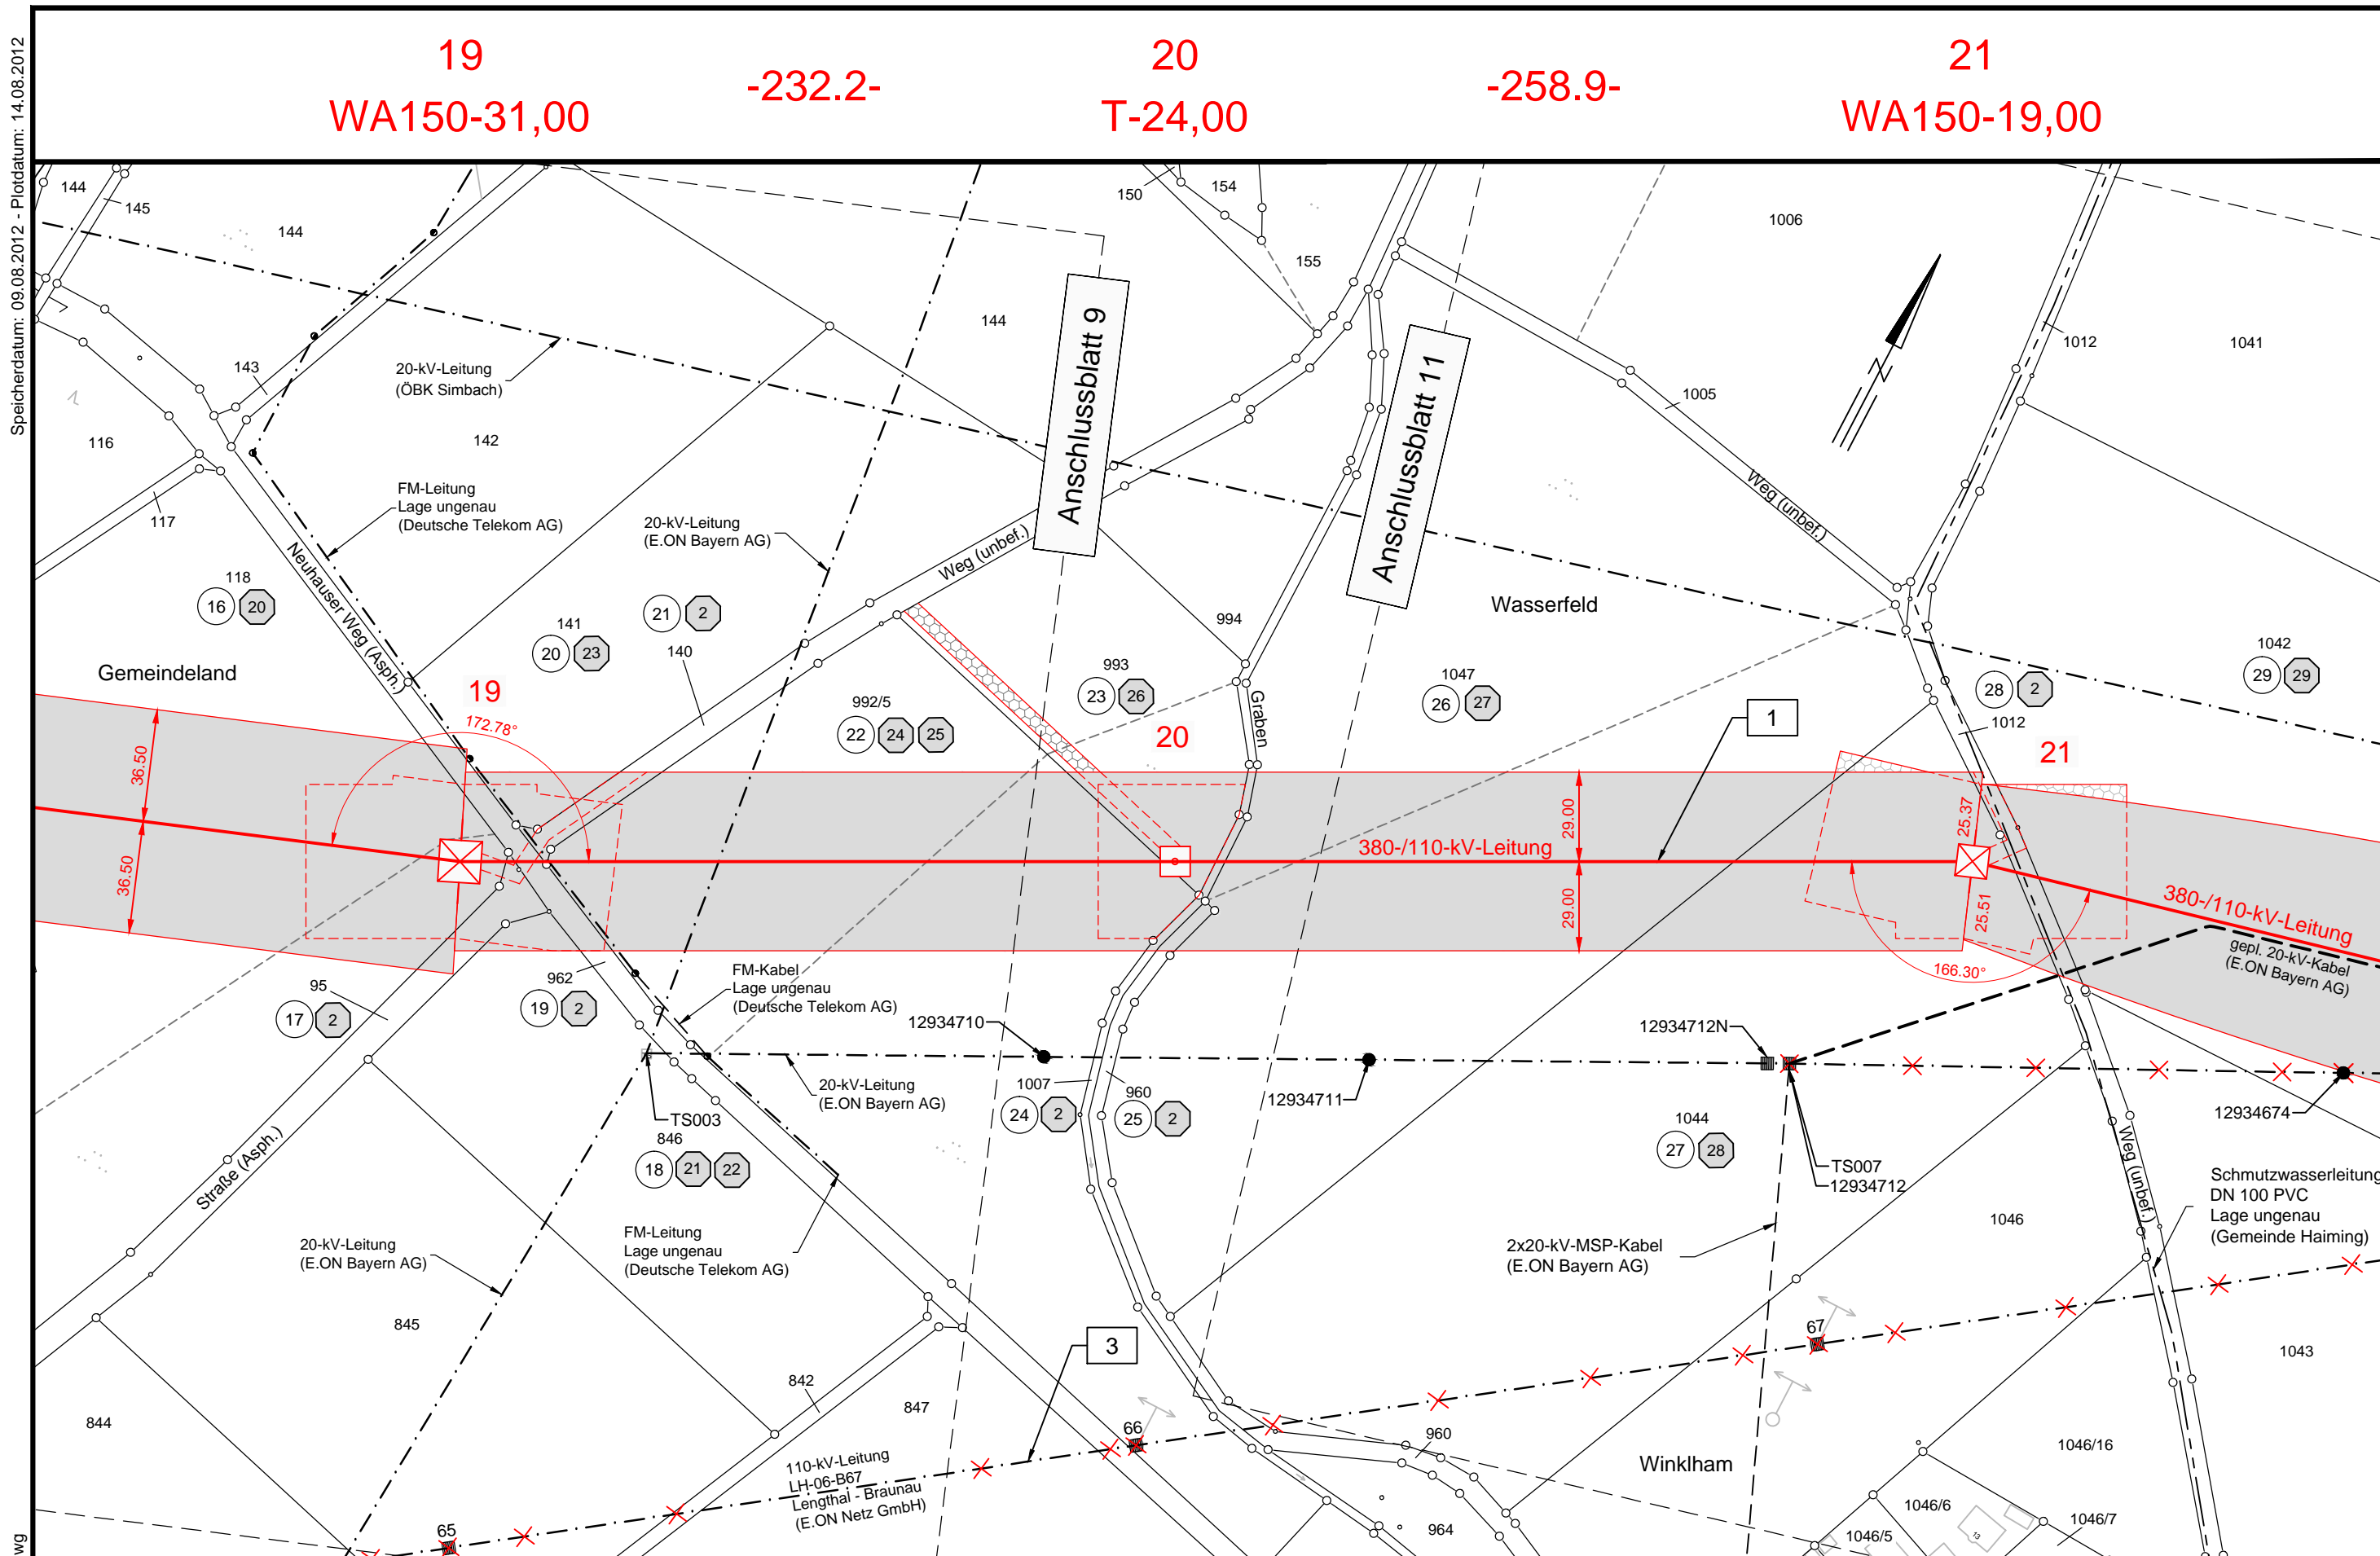 Speicherdatum: 09.08.2012 - Plotdatum: 14.08.2012
wg
19
20
21
-232.2-
-258.9-
WA150-31,00
T-24,00
WA150-19,00
144
145
144
150
154
155
144
1006
1012
1041
143
20-kV-Leitung
(ÖBK Simbach)
142
116
117
1005
N
Anschlussblatt 9
Anschlussblatt 11
FM-Leitung
Lage ungenau
(Deutsche Telekom AG)
20-kV-Leitung
(E.ON Bayern AG)
Weg (unbef.)
Weg (unbef.)
Neuhauser Weg (Asph.)
118
16
20
141
20
23
21
2
140
994
Wasserfeld
Gemeindeland
992/5
22
24
25
993
23
26
1047
26
27
Graben
28
2
1012
1042
29
29
1
19
172.78°
20
21
36.50
36.50
29.00
29.00
380-/110-kV-Leitung
25.37
25.51
166.30°
380-/110-kV-Leitung
gepl. 20-kV-Kabel
(E.ON Bayern AG)
95
17
2
962
19
2
FM-Kabel
Lage ungenau
(Deutsche Telekom AG)
12934710
12934711
12934712N
12934674
20-kV-Leitung
(E.ON Bayern AG)
TS003
846
18
21
22
1007
24
2
960
25
2
1044
27
28
TS007
12934712
Straße (Asph.)
Weg (unbef.)
Schmutzwasserleitung
DN 100 PVC
Lage ungenau
(Gemeinde Haiming)
20-kV-Leitung
(E.ON Bayern AG)
FM-Leitung
Lage ungenau
(Deutsche Telekom AG)
2x20-kV-MSP-Kabel
(E.ON Bayern AG)
1046
845
3
67
1043
842
844
847
66
960
1046/16
Winklham
110-kV-Leitung
LH-06-B67
Lengthal - Braunau
(E.ON Netz GmbH)
65
964
1046/6
1046/5
13
1046/7